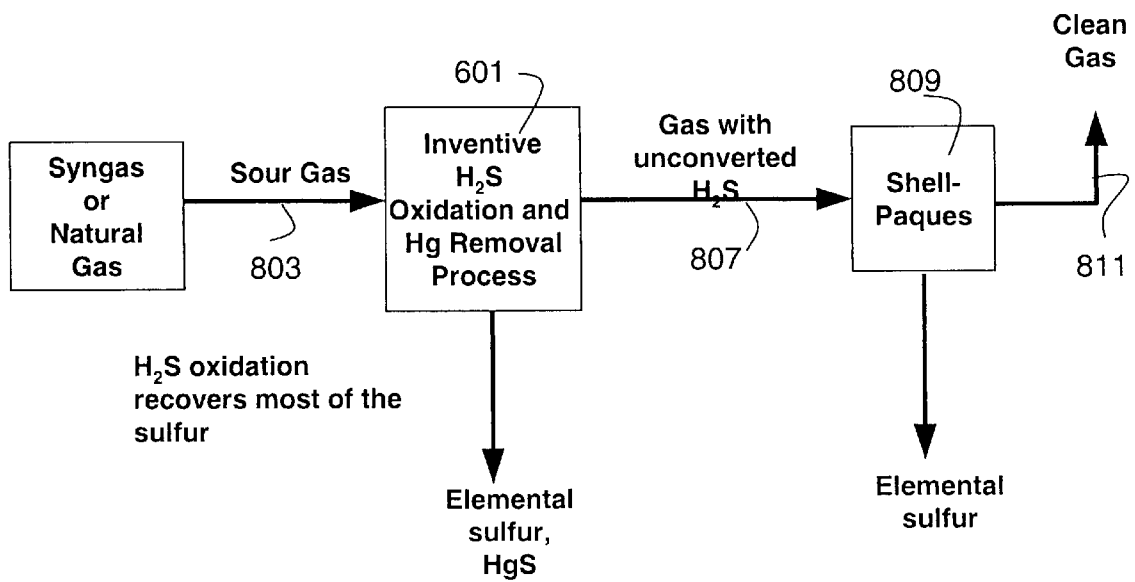 Clean
Gas
601
809
Syngas
or
Natural
Gas
Sour Gas
803
Inventive
H₂S
Oxidation and
Hg Removal
Process
Gas with
unconverted
H₂S
807
Shell-
Paques
811
H₂S oxidation
recovers most of the
sulfur
Elemental
sulfur,
HgS
Elemental
sulfur